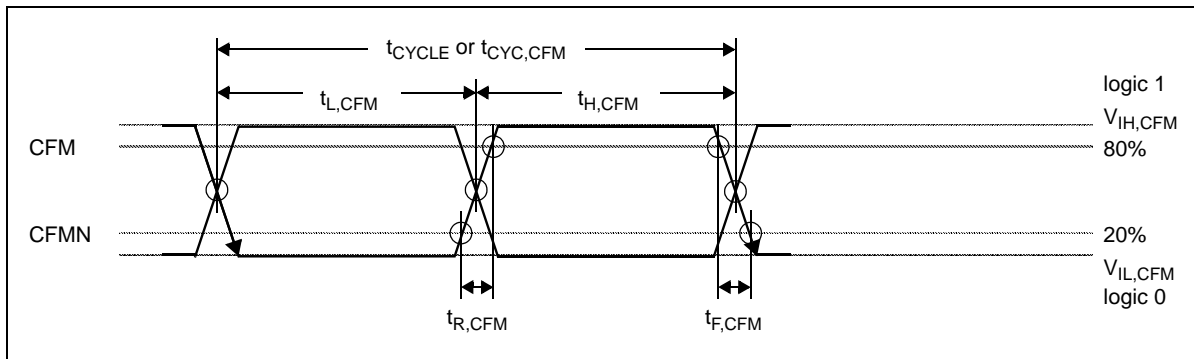 tCYCLE or tCYC,CFM
tL,CFM
tH,CFM
logic 1
VIH,CFM
CFM
80%
CFMN
20%
VIL,CFM
logic 0
tR,CFM
tF,CFM